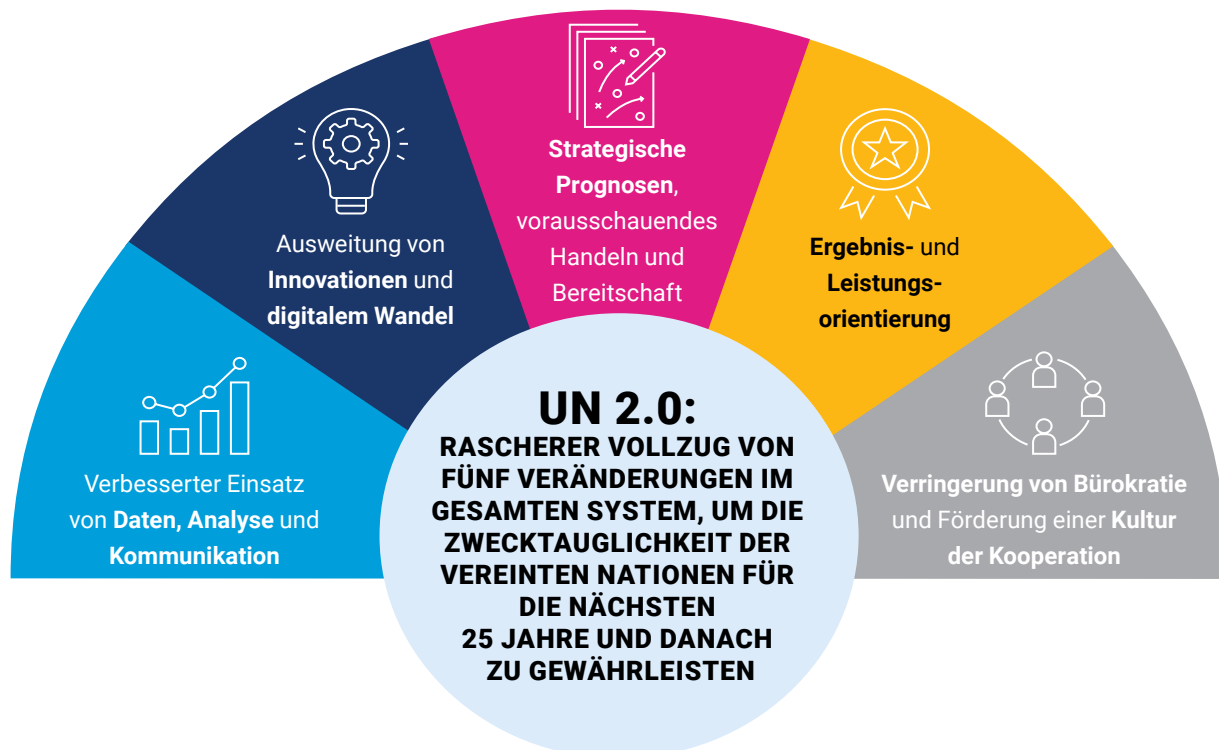 Strategische
Prognosen,
vorausschauendes
Handeln und
Bereitschaft
Ausweitung von
Innovationen und
digitalem Wandel
Ergebnis- und
Leistungs-
orientierung
Verbesserter Einsatz
von Daten, Analyse und
Kommunikation
Verringerung von Bürokratie
und Förderung einer Kultur
der Kooperation
UN 2.0:
RASCHERER VOLLZUG VON
FÜNF VERÄNDERUNGEN IM
GESAMTEN SYSTEM, UM DIE
ZWECKTAUGLICHKEIT DER
VEREINTEN NATIONEN FÜR
DIE NÄCHSTEN
25 JAHRE UND DANACH
ZU GEWÄHRLEISTEN